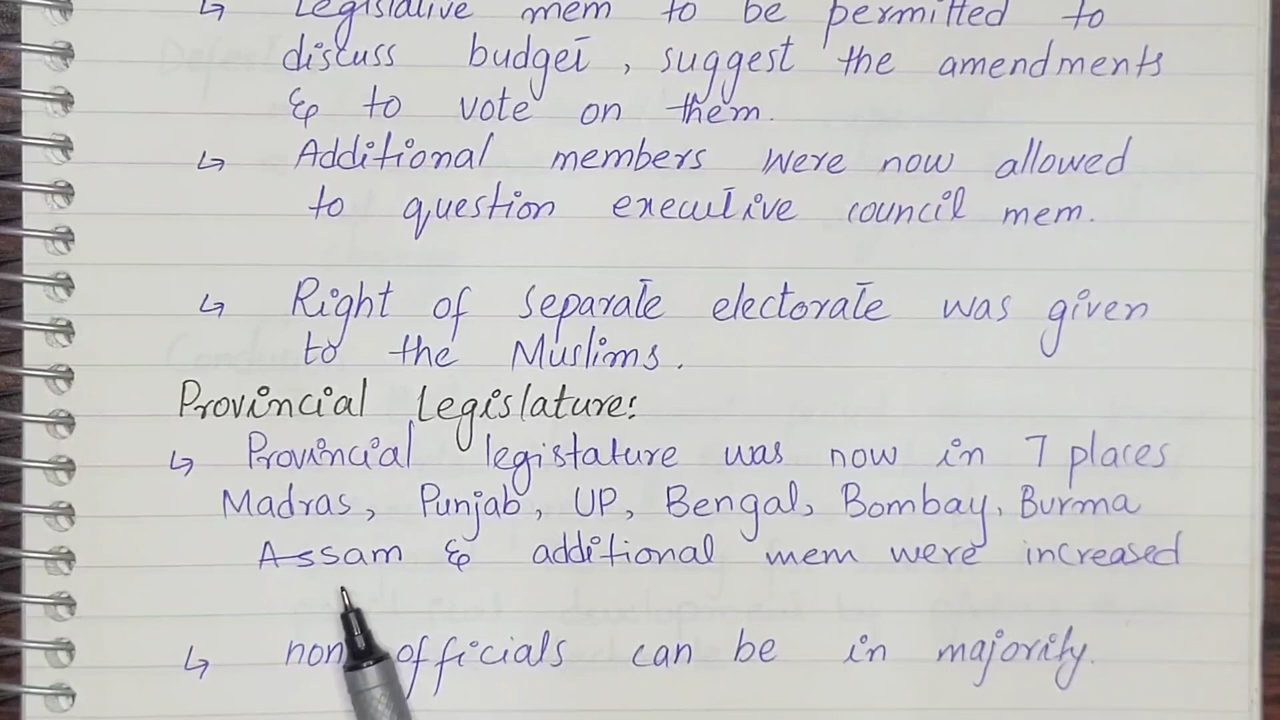 ↳ Legislative mem to be permitted to
discuss budget, suggest the amendments
& to vote on them.
↳ Additional members were now allowed
to question executive council mem.
↳ Right of separate electorate was given
to the Muslims.
Provincial Legislature:
↳ Provincial legistature was now in 7 places
Madras, Punjab, UP, Bengal, Bombay, Burma
Assam & additional mem were increased
↳ non officials can be in majority.